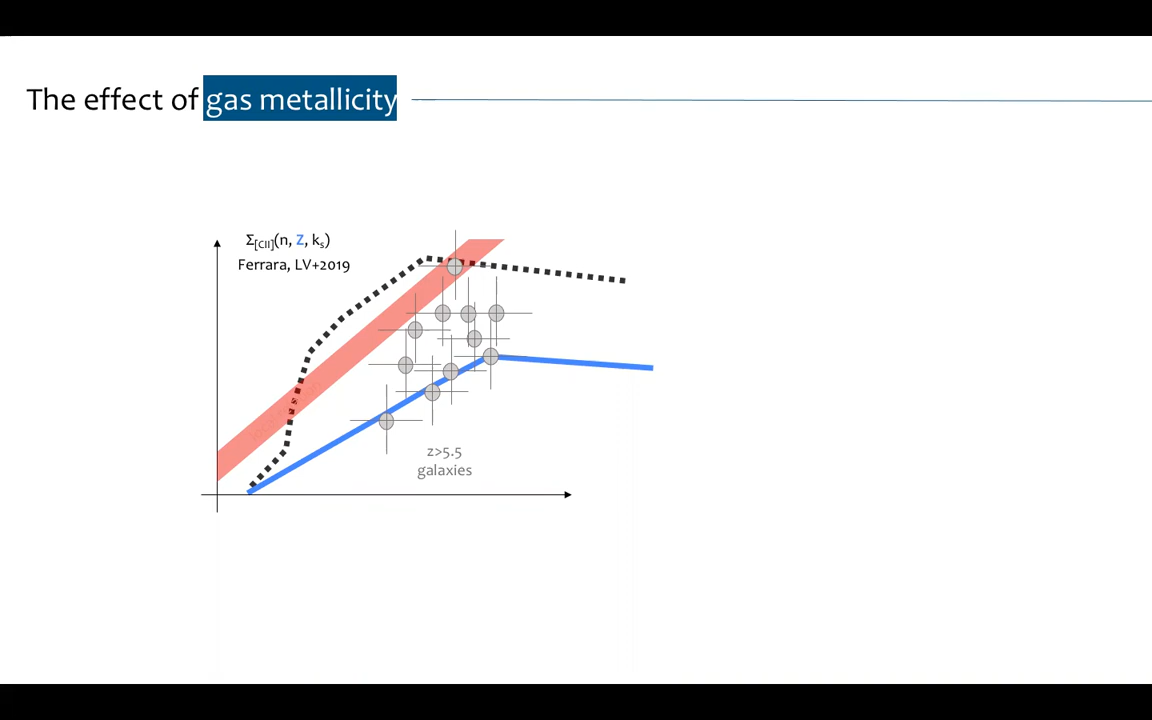 The effect of gas metallicity
Σ[CII](n, Z, ks)
Ferrara, LV+2019
z>5.5
galaxies